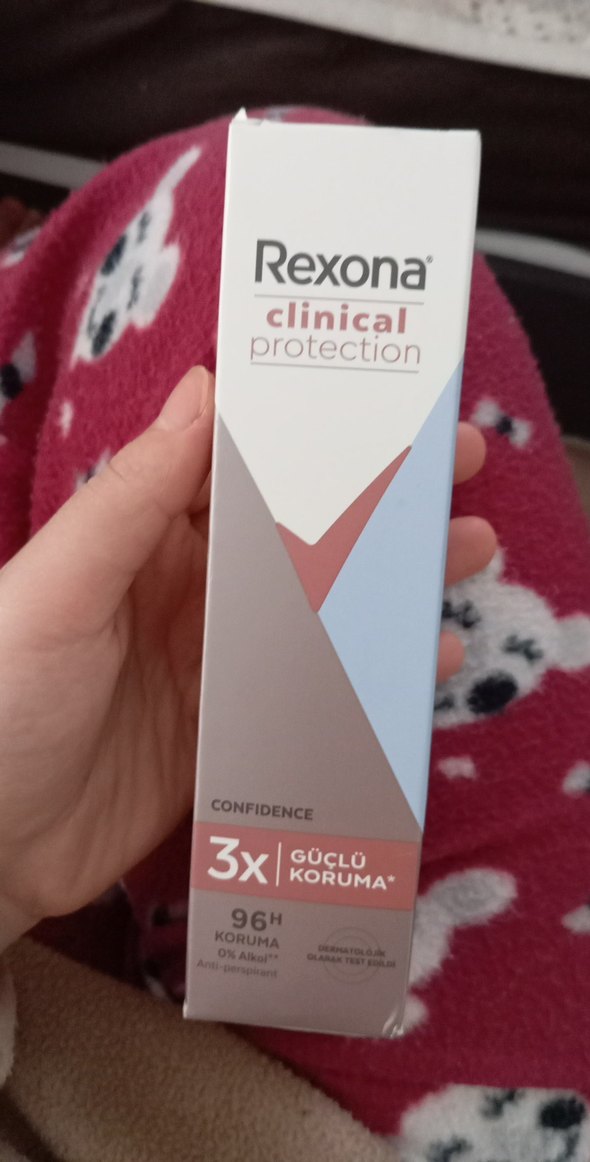 Rexona®
clinical
protection
CONFIDENCE
3x
GÜÇLÜ
KORUMA*
96H
KORUMA
0% Alkol**
Anti-perspirant
DERMATOLOJİK
OLARAK TEST EDİLDİ